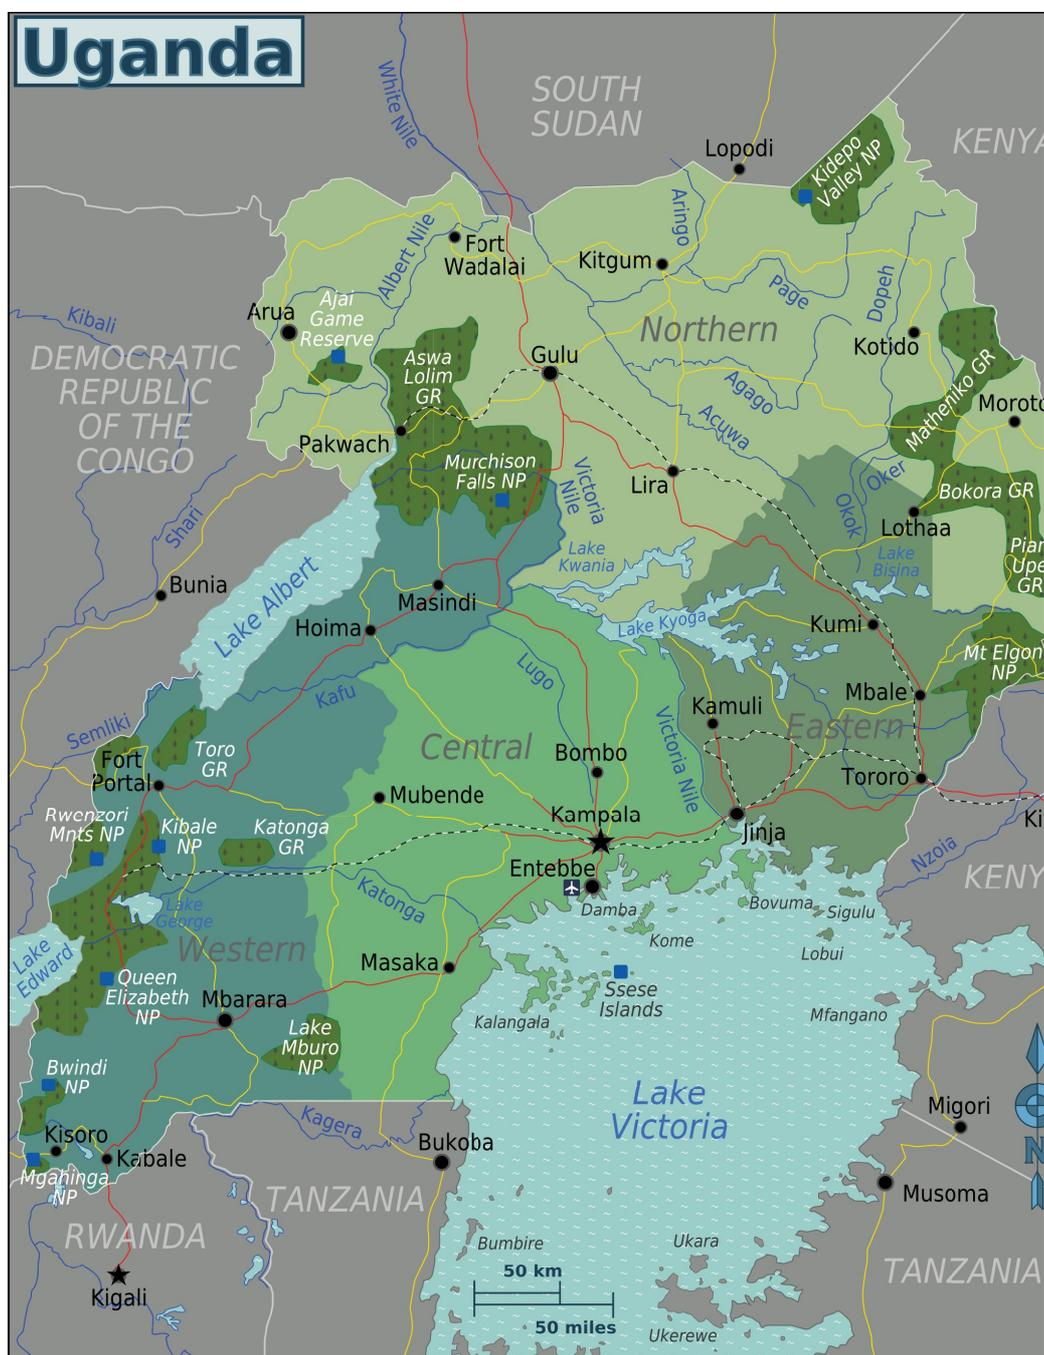 Uganda
White Nile
SOUTH
SUDAN
KENYA
Lopodi
Kidepo
Valley NP
Aringo
Albert Nile
Fort
Wadalai
Kitgum
Page
Dopeh
Kibali
Arua
Ajai
Game
Reserve
Northern
Kotido
DEMOCRATIC
REPUBLIC
OF THE
CONGO
Aswa
Lolim
GR
Gulu
Agago
Acuwa
Matheniko GR
Moroto
Pakwach
Murchison
Falls NP
Victoria
Nile
Lira
Oker
Okok
Bokora GR
Shari
Lothaa
Lake
Kwania
Lake
Bisina
Pian
Upe
GR
Bunia
Lake Albert
Masindi
Hoima
Lake Kyoga
Kumi
Mt Elgon
NP
Lugo
Kafu
Mbale
Semliki
Kamuli
Victoria Nile
Eastern
Central
Toro
GR
Fort
Portal
Bombo
Tororo
Mubende
Kampala
Rwenzori
Mnts NP
Kibale
NP
Katonga
GR
Jinja
Ki
Nzoia
KENY
Entebbe
Katonga
Lake
George
Damba
Bovuma
Sigulu
Kome
Lobui
Western
Lake
Edward
Masaka
Queen
Elizabeth
NP
Mbarara
Ssese
Islands
Kalangala
Mfangano
Lake
Mburo
NP
Bwindi
NP
Lake
Victoria
Kagera
Migori
N
Kisoro
Kabale
Bukoba
Mgahinga
NP
TANZANIA
Musoma
RWANDA
Bumbire
Ukara
TANZANIA
Kigali
50 km
50 miles
Ukerewe